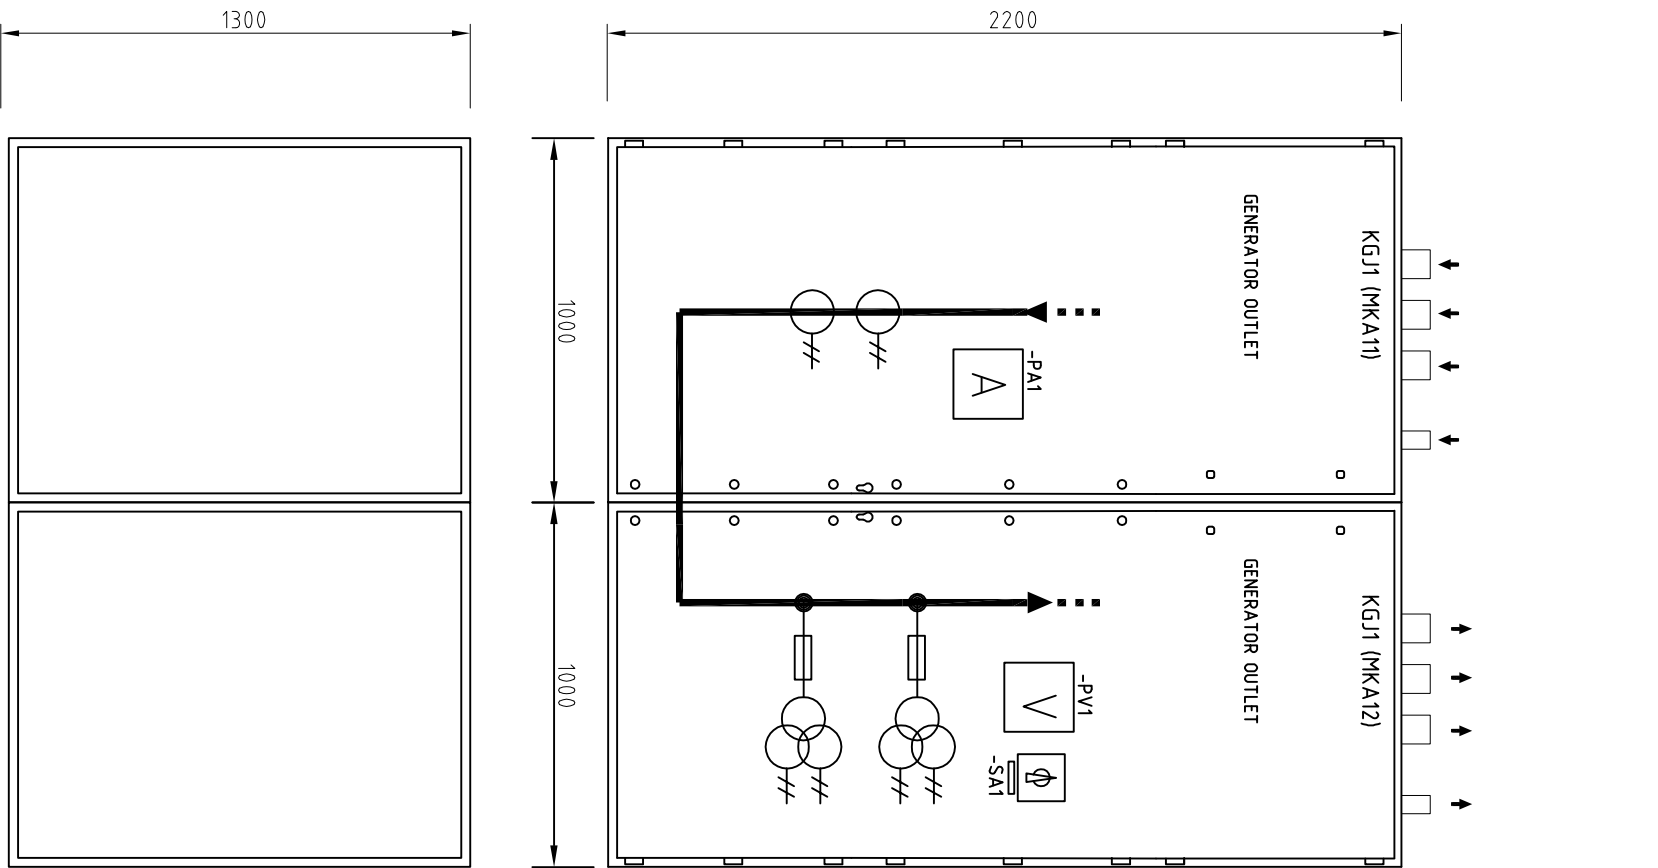 1300
2200
KGJ1 (MKA11)
GENERATOR OUTLET
-PA1
A
1000
KGJ1 (MKA12)
GENERATOR OUTLET
-PV1
V
-SA1
1000